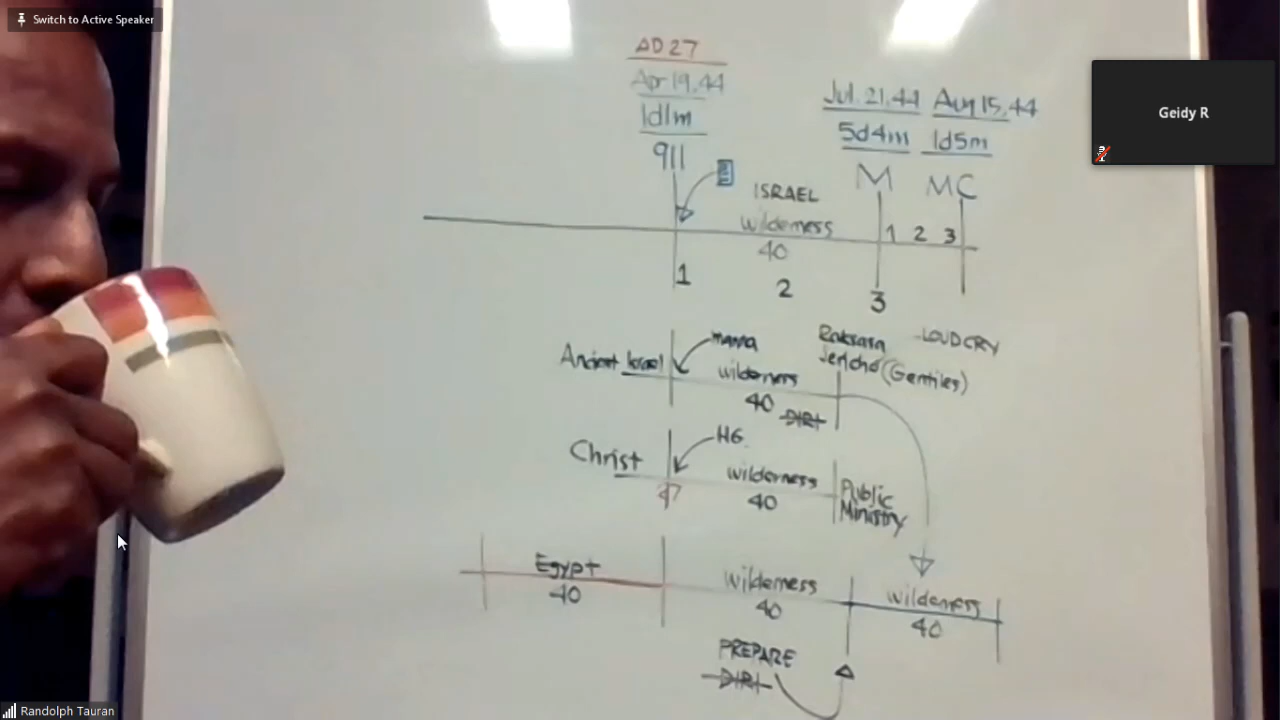 Switch to Active Speaker
Geidy R
AD 27
Apr 19, 44
1d1m
911
Jul. 21, 44
5d4m
M
Aug 15, 44
1d5m
MC
ISRAEL
wilderness
40
1 2 3
1
2
3
Ancient Israel
manna
wilderness
40
DIRt
Jericho (Gentiles)
LOUD CRY
Christ
HG.
27
wilderness
40
Public
Ministry
Egypt
40
wilderness
40
wilderness
40
PREPARE
DIRt
Randolph Tauran